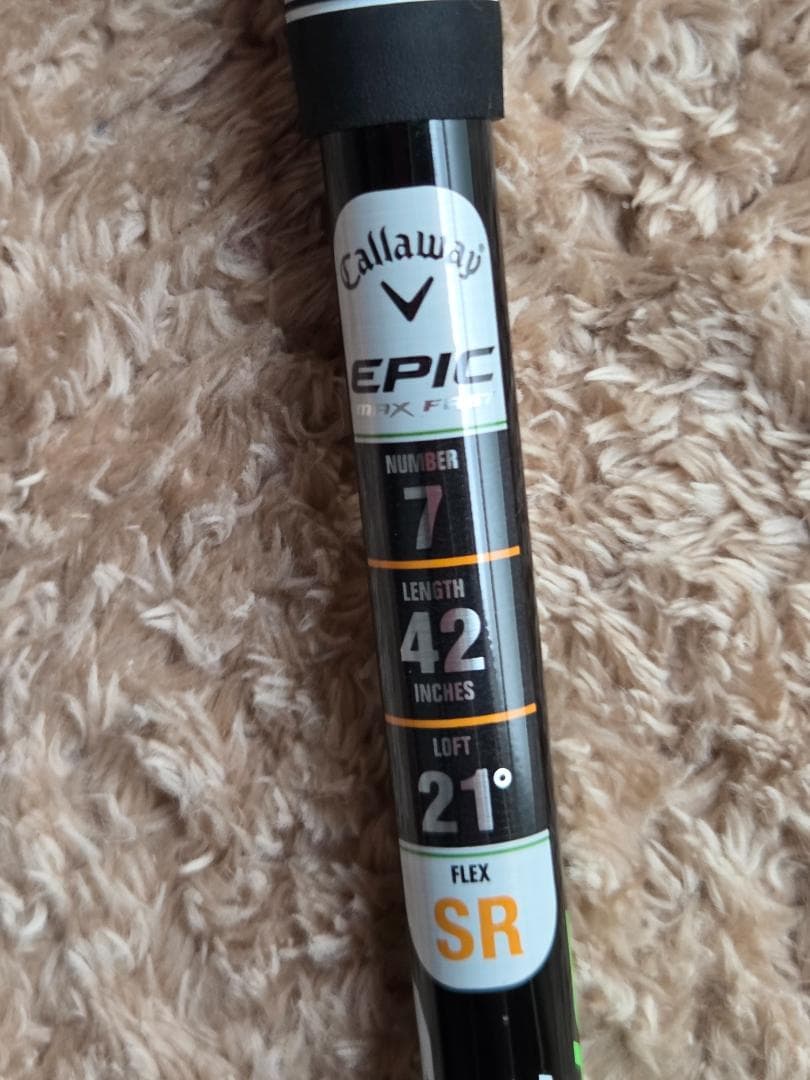 Callaway®
EPIC
MAX FAST
NUMBER
7
LENGTH
42
INCHES
LOFT
21°
FLEX
SR